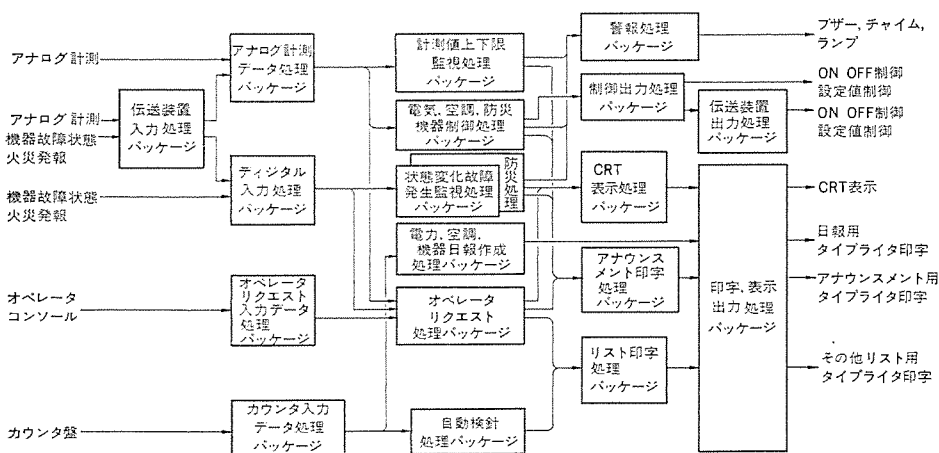 アナログ計測
アナログ計測
機器故障状態
火災発報
機器故障状態
火災発報
オペレータ
コンソール
カウンタ盤
伝送装置
入力処理
パッケージ
アナログ計測
データ処理
パッケージ
ディジタル
入力処理
パッケージ
オペレータ
リクエスト
入力データ
処理
パッケージ
カウンタ入力
データ処理
パッケージ
計測値上下限
監視処理
パッケージ
電気,空調,防災
機器制御処理
パッケージ
防災処理
状態変化故障
発生監視処理
パッケージ
電力,空調,
機器日報作成
処理パッケージ
オペレータ
リクエスト
処理パッケージ
自動検針
処理パッケージ
警報処理
パッケージ
制御出力処理
パッケージ
CRT
表示処理
パッケージ
アナウンス
メント印字
処理
パッケージ
リスト印字
処理
パッケージ
伝送装置
出力処理
パッケージ
印字,表示
出力処理
パッケージ
ブザー,チャイム,
ランプ
ON OFF制御
設定値制御
ON OFF制御
設定値制御
CRT表示
日報用
タイプライタ印字
アナウンスメント用
タイプライタ印字
その他リスト用
タイプライタ印字